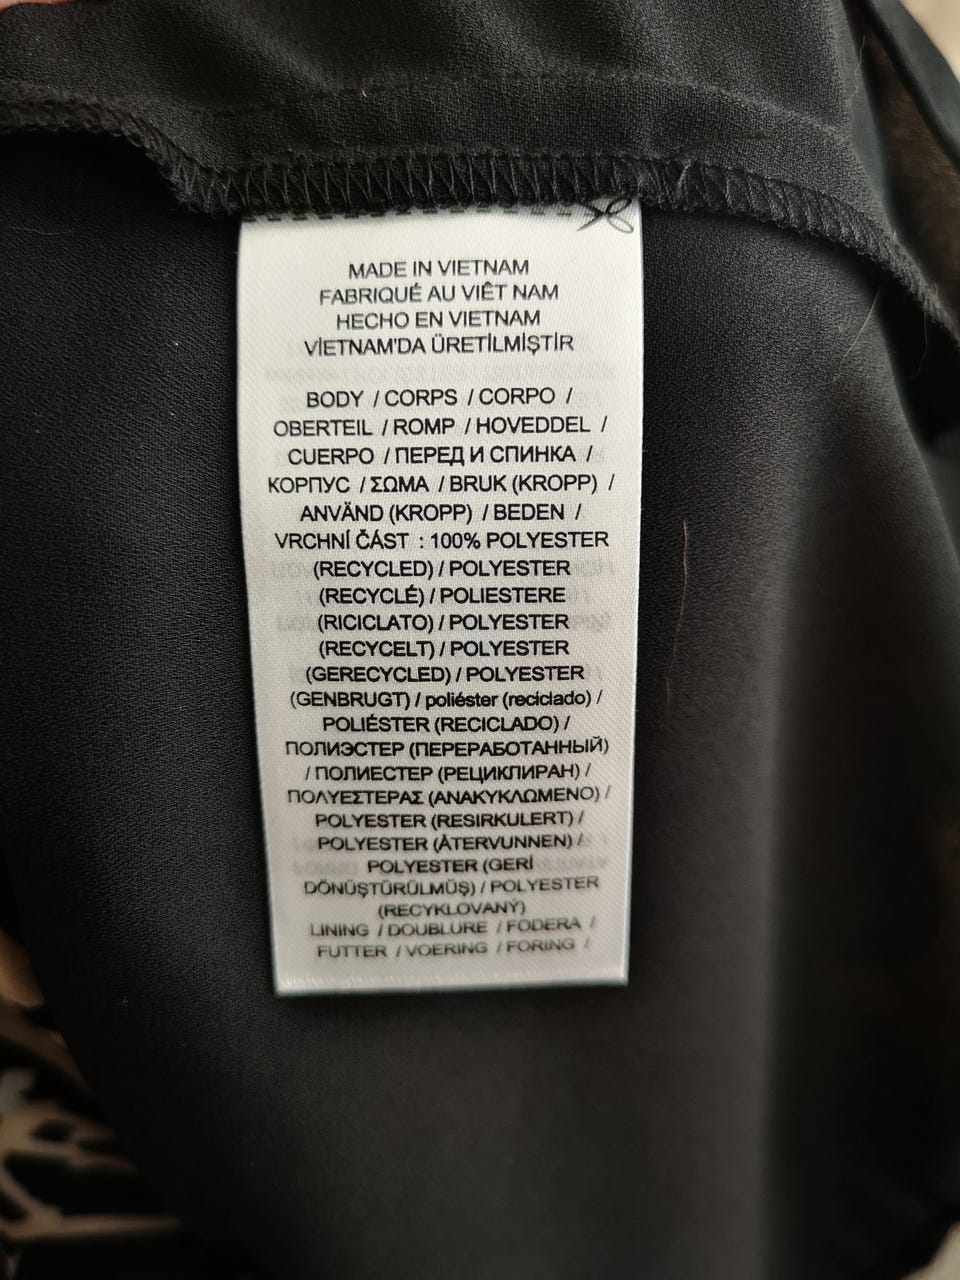 MADE IN VIETNAM
FABRIQUÉ AU VIÊT NAM
HECHO EN VIETNAM
VİETNAM'DA ÜRETİLMİŞTİR
BODY / CORPS / CORPO /
OBERTEIL / ROMP / HOVEDDEL /
CUERPO / ПЕРЕД И СПИНКА /
КОРПУС / ΣΩΜΑ / BRUK (KROPP) /
ANVÄND (KROPP) / BEDEN /
VRCHNÍ ČÁST : 100% POLYESTER
(RECYCLED) / POLYESTER
(RECYCLÉ) / POLIESTERE
(RICICLATO) / POLYESTER
(RECYCELT) / POLYESTER
(GERECYCLED) / POLYESTER
(GENBRUGT) / poliéster (reciclado) /
POLIÉSTER (RECICLADO) /
ПОЛИЭСТЕР (ПЕРЕРАБОТАННЫЙ)
/ ПОЛИЕСТЕР (РЕЦИКЛИРАН) /
ΠΟΛΥΕΣΤΕΡΑΣ (ΑΝΑΚΥΚΛΩΜΕΝΟ) /
POLYESTER (RESIRKULERT) /
POLYESTER (ÅTERVUNNEN) /
POLYESTER (GERİ
DÖNÜŞTÜRÜLMÜŞ) / POLYESTER
(RECYKLOVANÝ)
LINING / DOUBLURE / FODERA /
FUTTER / VOERING / FORING /